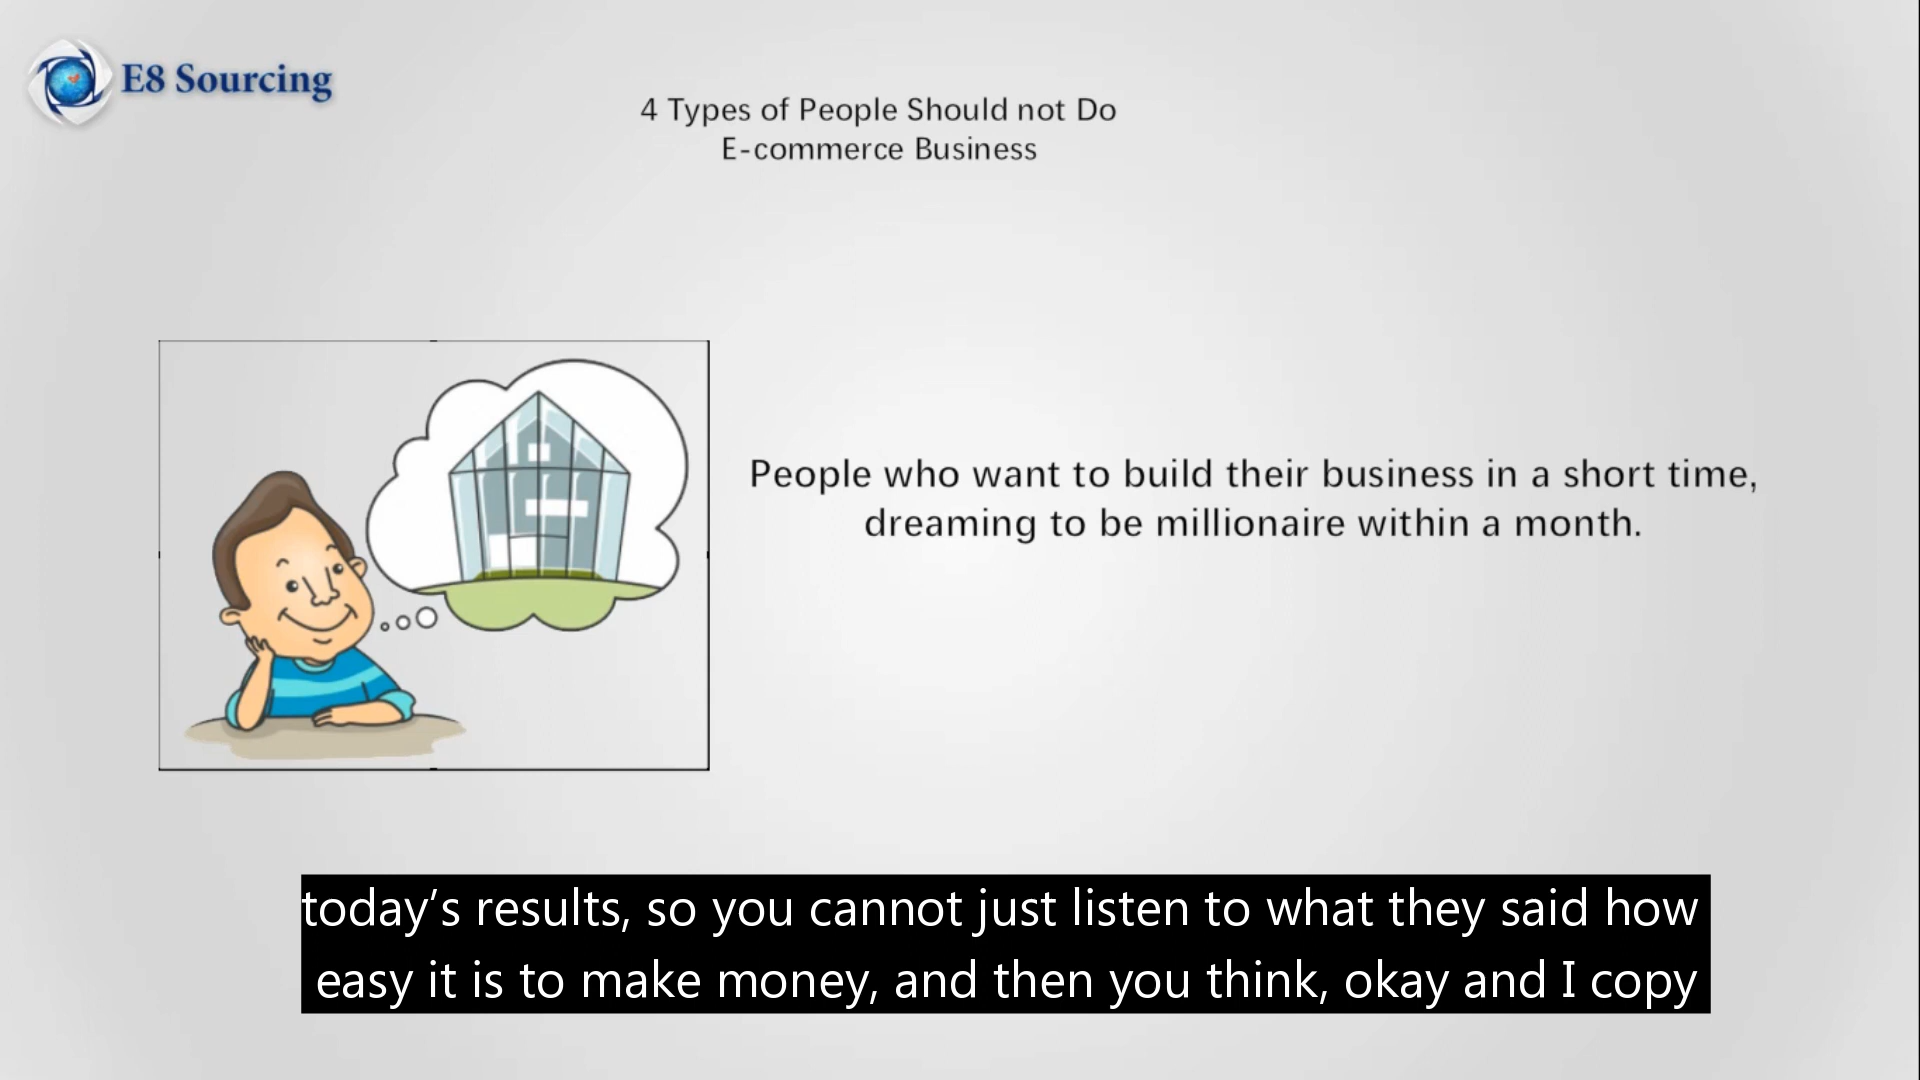 E8 Sourcing
4 Types of People Should not Do
E-commerce Business
People who want to build their business in a short time,
dreaming to be millionaire within a month.
today’s results, so you cannot just listen to what they said how
easy it is to make money, and then you think, okay and I copy